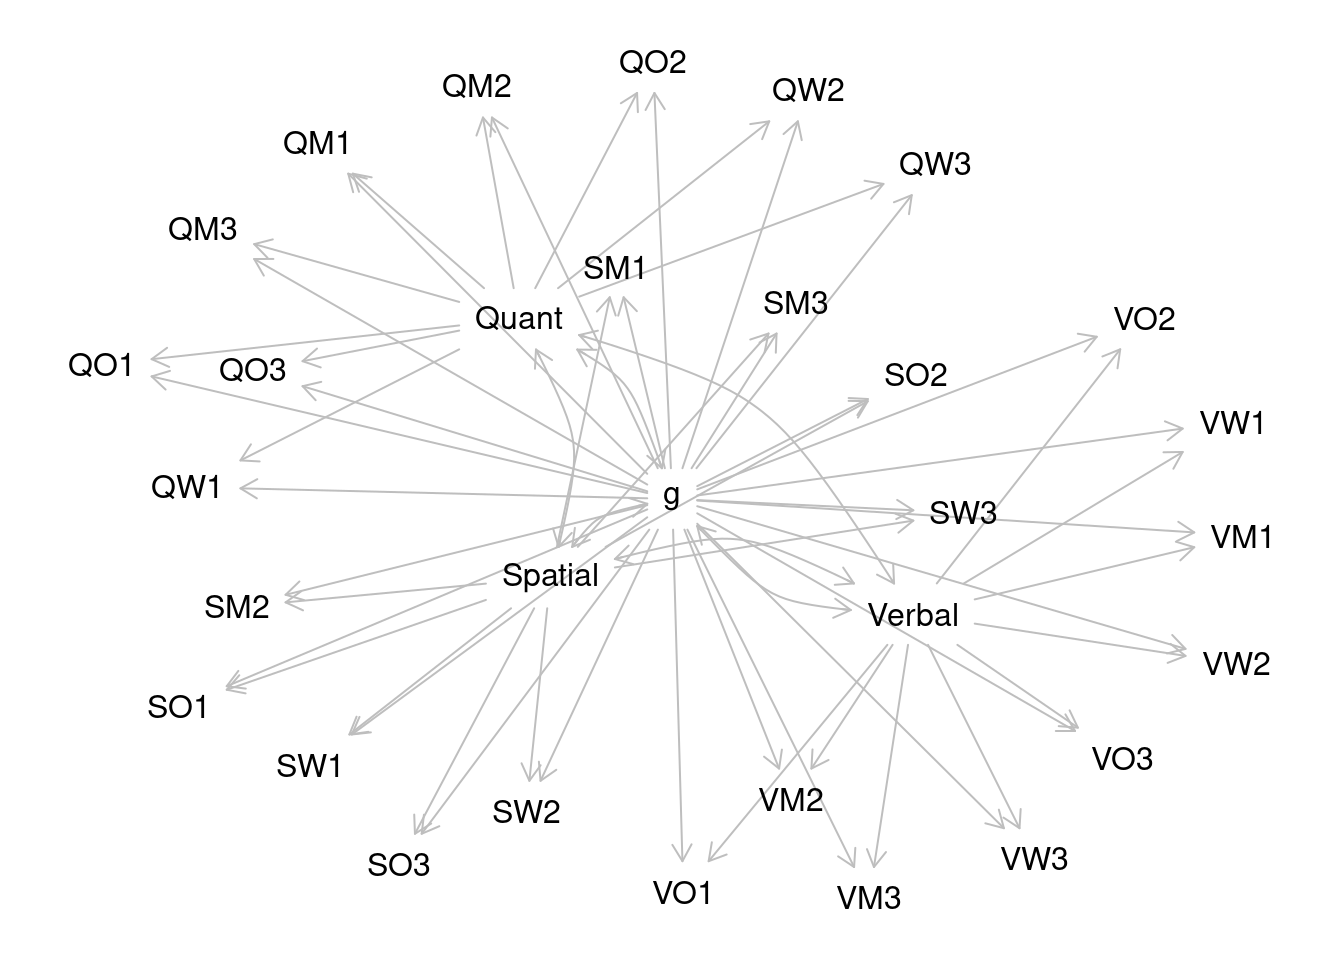 QO2
QM2
QW2
QM1
QW3
QM3
SM1
SM3
Quant
VO2
QO1
QO3
SO2
VW1
QW1
g
SW3
VM1
Spatial
SM2
Verbal
VW2
SO1
SW1
VO3
SW2
VM2
SO3
VW3
VO1
VM3